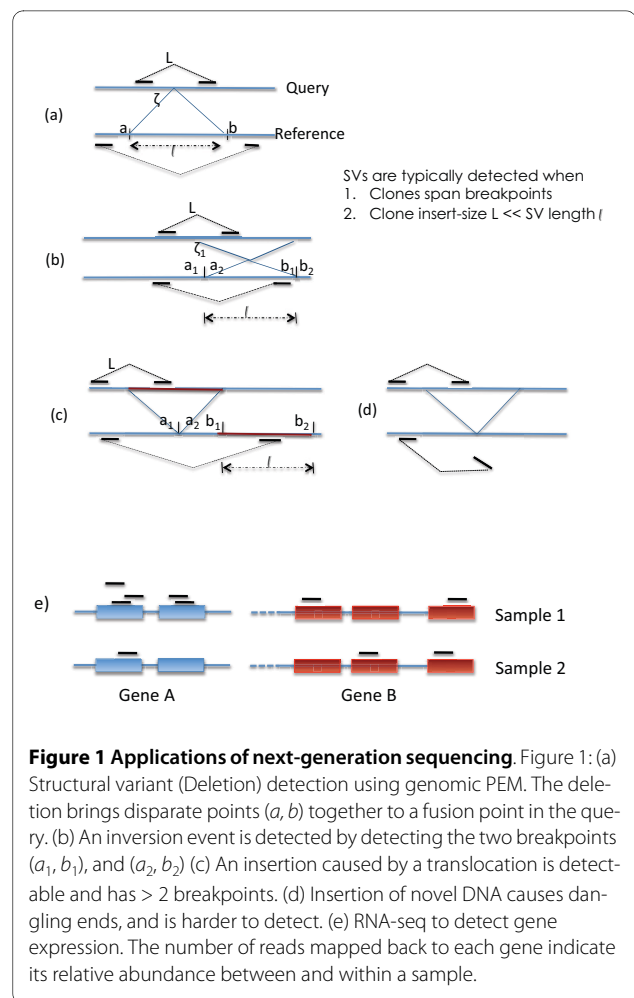 L
Query
ζ
(a)
a
b
Reference
l
SVs are typically detected when
1. Clones span breakpoints
2. Clone insert-size L << SV length l
L
ζ1
(b)
a1 a2
b1 b2
l
L
(c)
a1 a2 b1
b2
(d)
l
e)
Sample 1
Sample 2
Gene A
Gene B
Figure 1 Applications of next-generation sequencing. Figure 1: (a)
Structural variant (Deletion) detection using genomic PEM. The dele-
tion brings disparate points (a, b) together to a fusion point in the que-
ry. (b) An inversion event is detected by detecting the two breakpoints
(a1, b1), and (a2, b2) (c) An insertion caused by a translocation is detect-
able and has > 2 breakpoints. (d) Insertion of novel DNA causes dan-
gling ends, and is harder to detect. (e) RNA-seq to detect gene
expression. The number of reads mapped back to each gene indicate
its relative abundance between and within a sample.